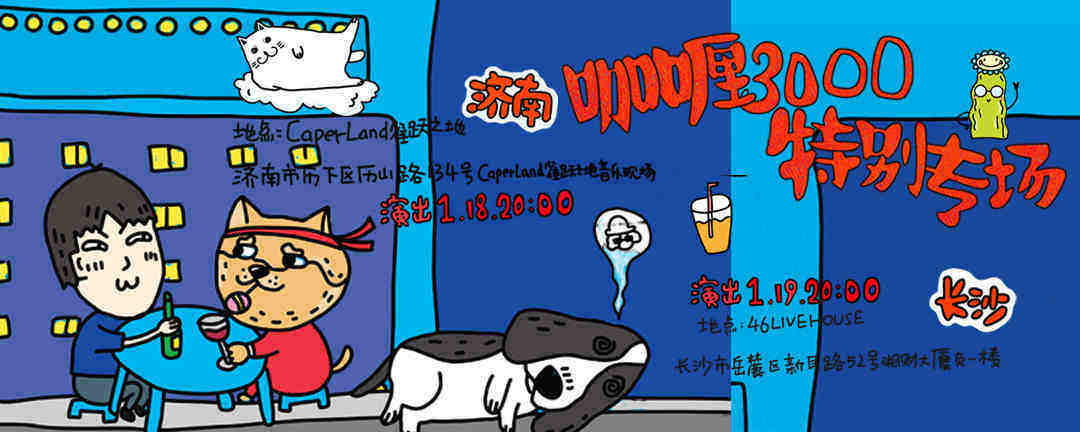 咖喱3000
特别专场
济南
地点:CaperLand雀跃之地
济南市历下区历山路134号CaperLand雀跃之地音乐现场
演出1.18.20:00
演出1.19.20:00
长沙
地点:46LIVEHOUSE
长沙市岳麓区新民路52号湘财大厦负一楼